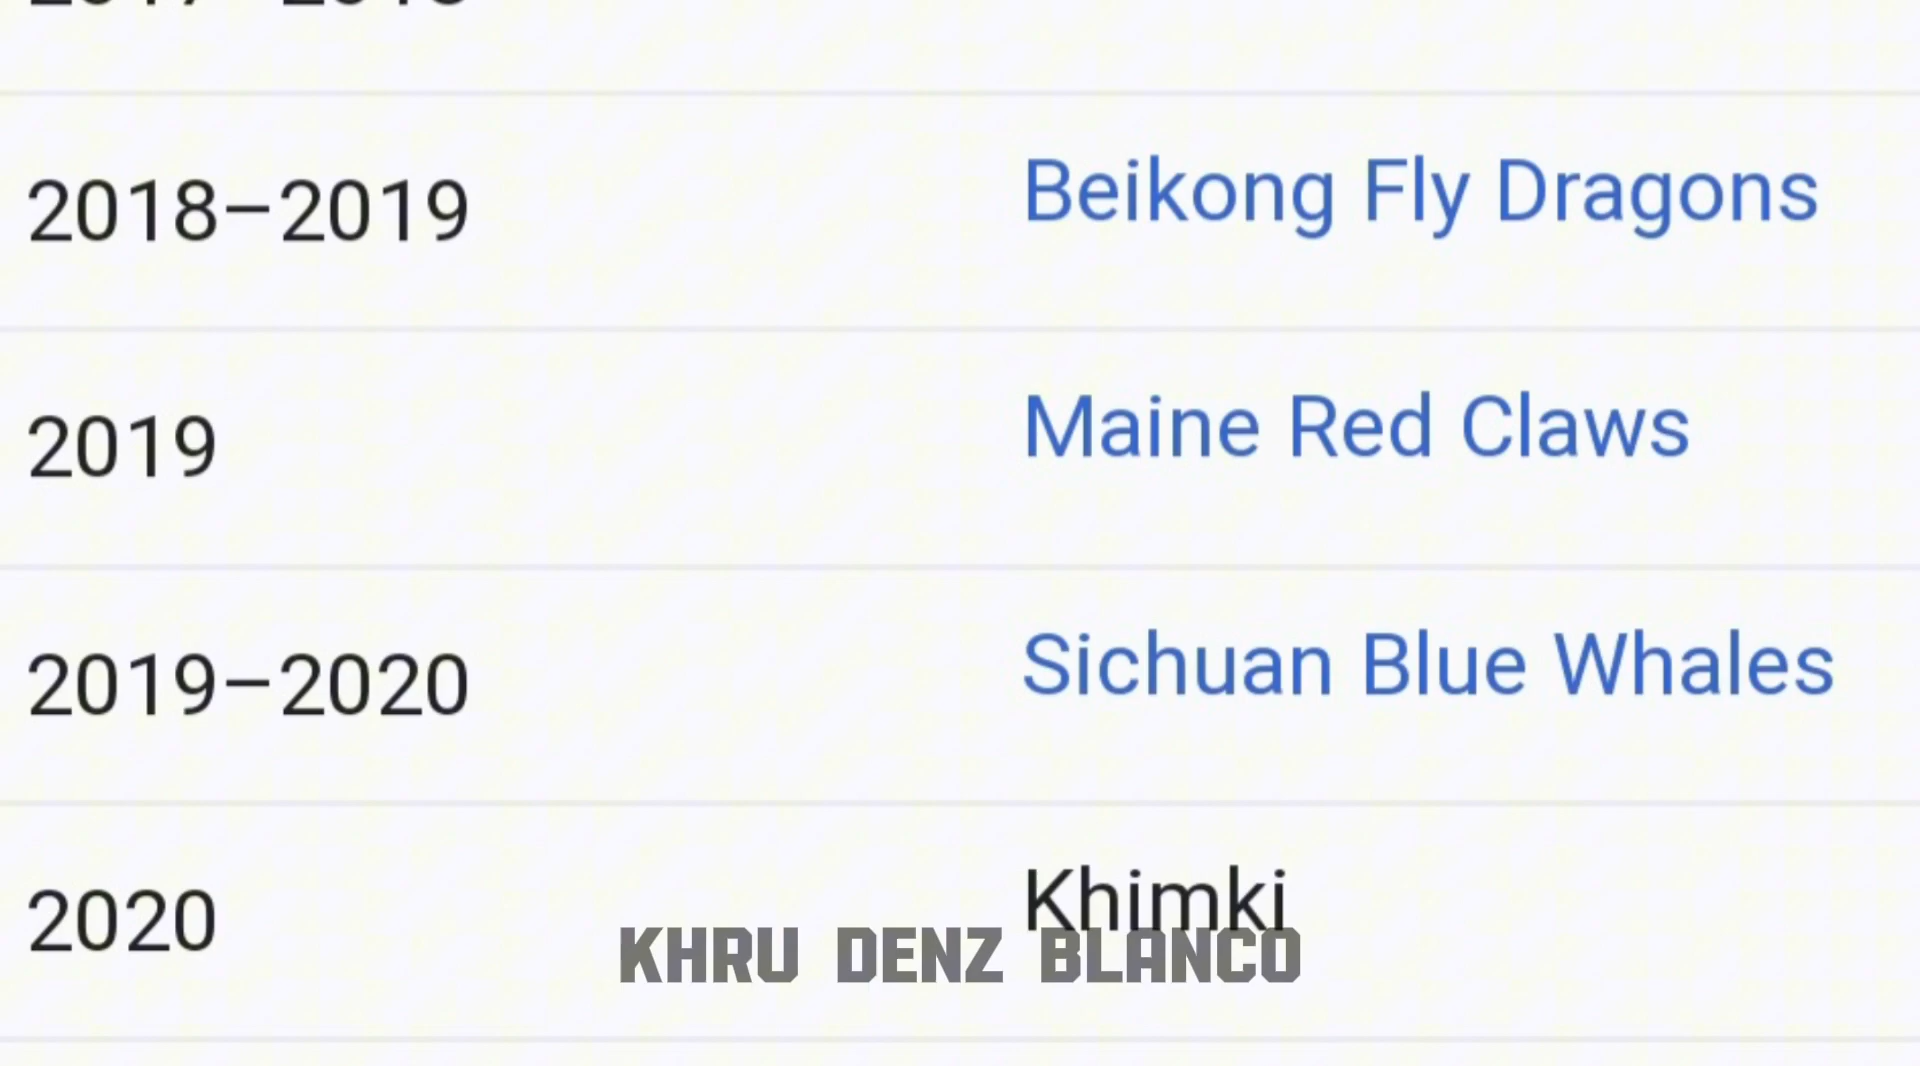 2018–2019 Beikong Fly Dragons
2019 Maine Red Claws
2019–2020 Sichuan Blue Whales
2020 Khimki
KHRU DENZ BLANCO